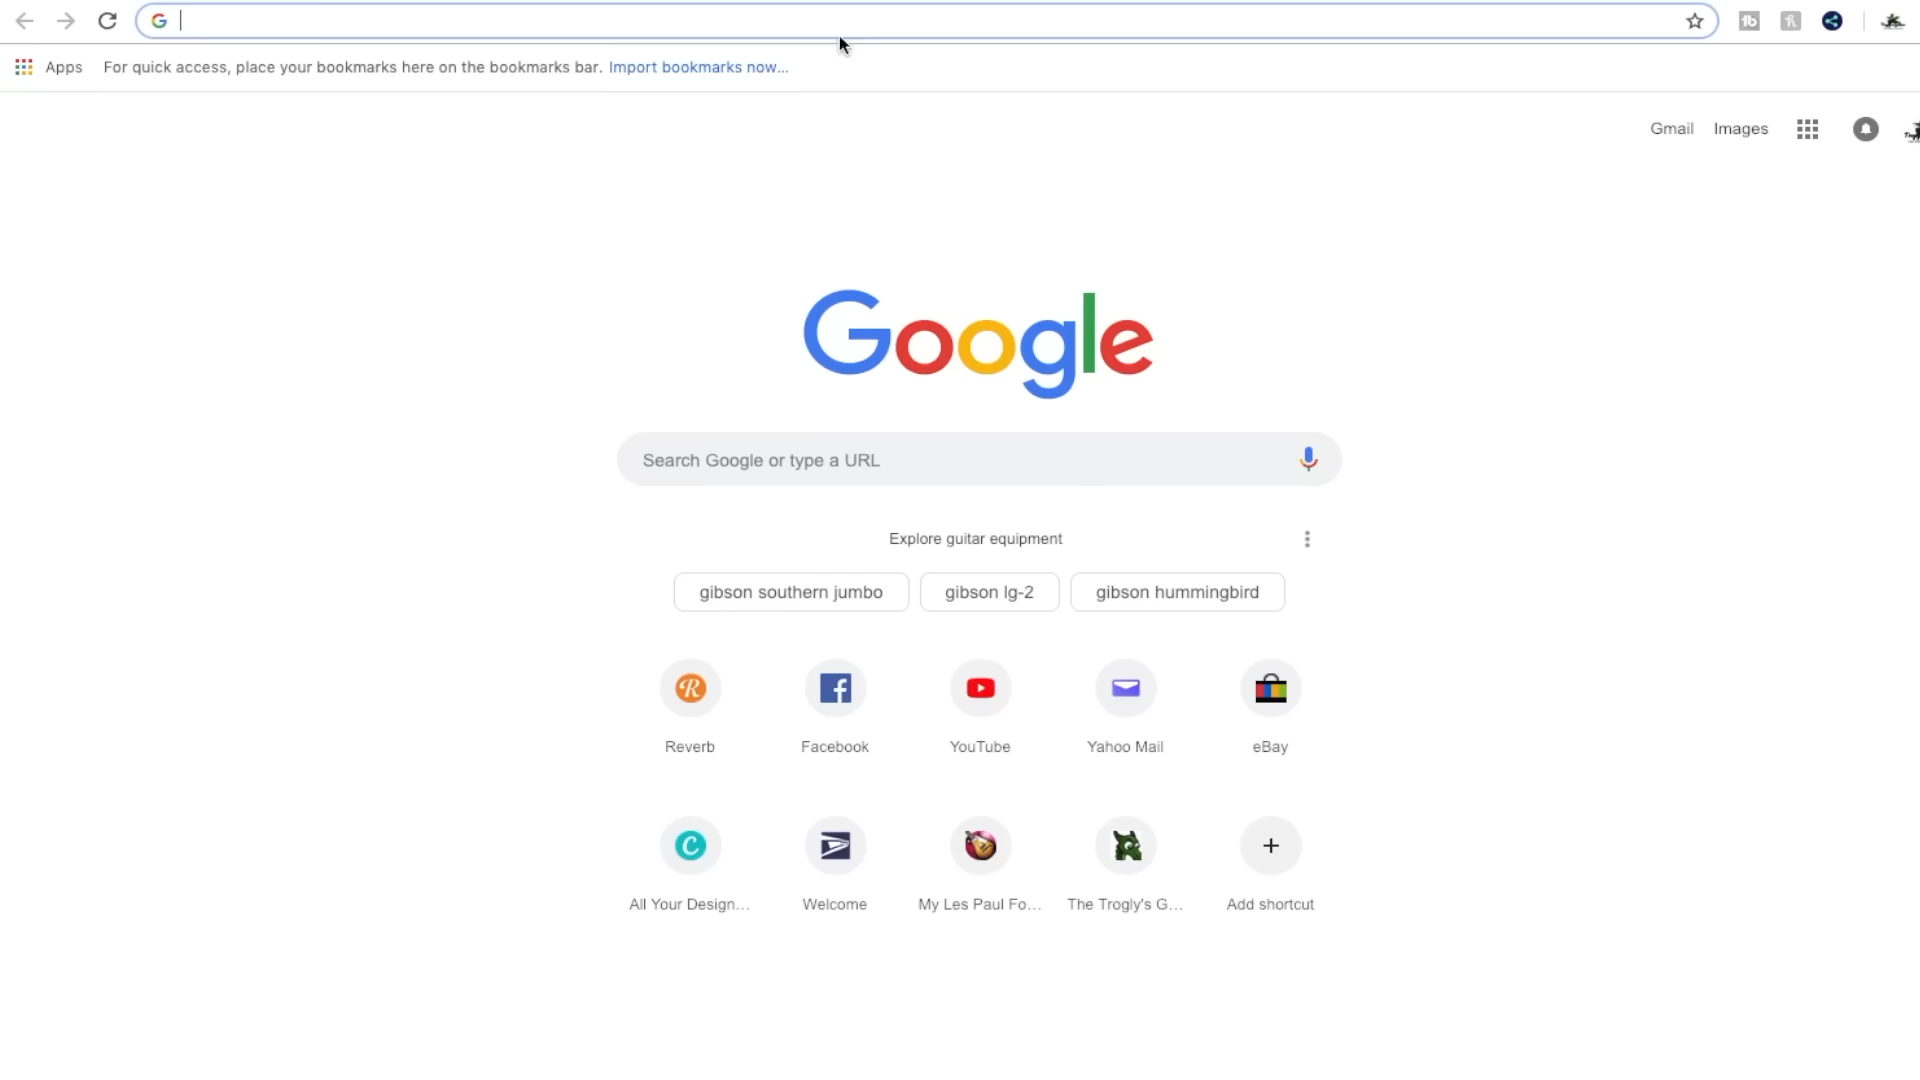 Apps For quick access, place your bookmarks here on the bookmarks bar. Import bookmarks now...
Gmail Images
Google
Search Google or type a URL
Explore guitar equipment
gibson southern jumbo gibson lg-2 gibson hummingbird
Reverb Facebook YouTube Yahoo Mail eBay
All Your Design... Welcome My Les Paul Fo... The Trogly's G... Add shortcut